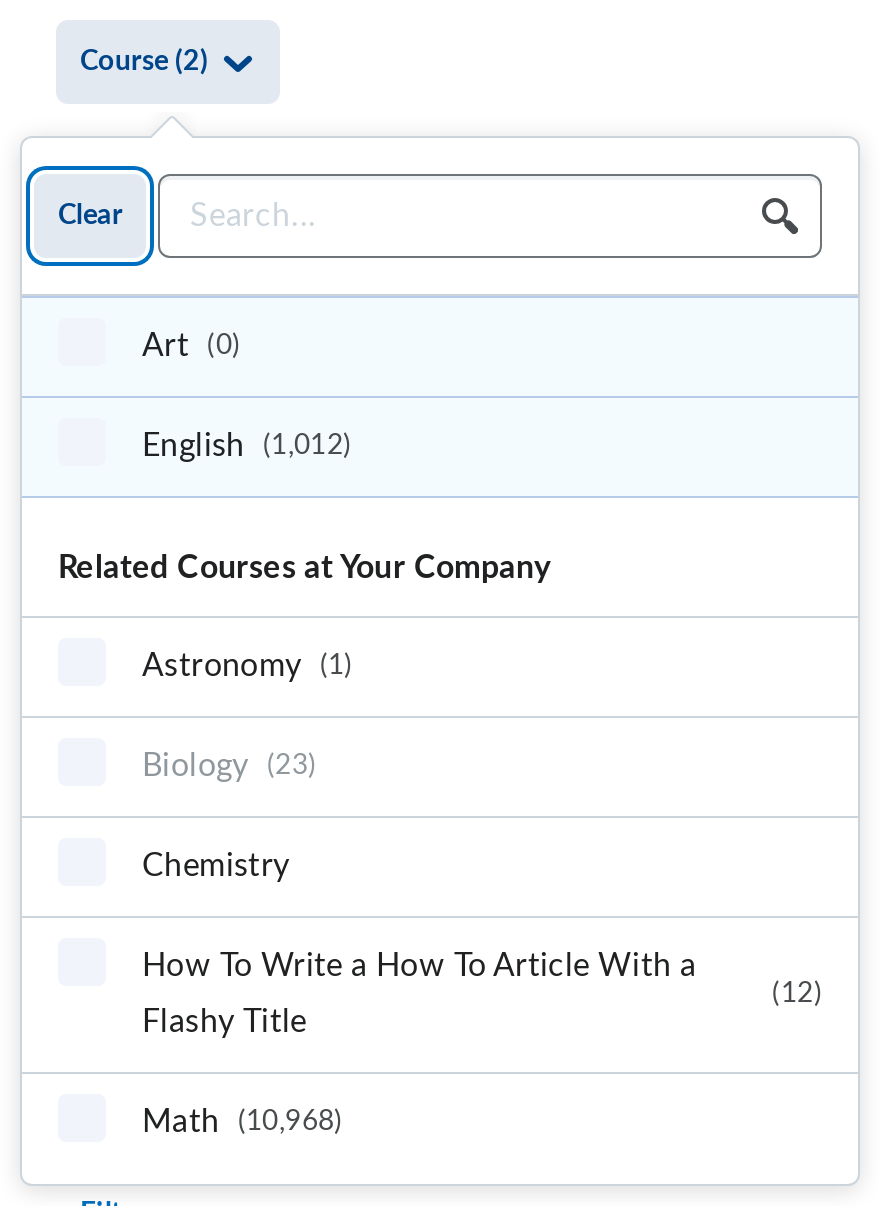 Course (2)
Clear
Search...
Art (0)
English (1,012)
Related Courses at Your Company
Astronomy (1)
Biology (23)
Chemistry
How To Write a How To Article With a
Flashy Title
(12)
Math (10,968)